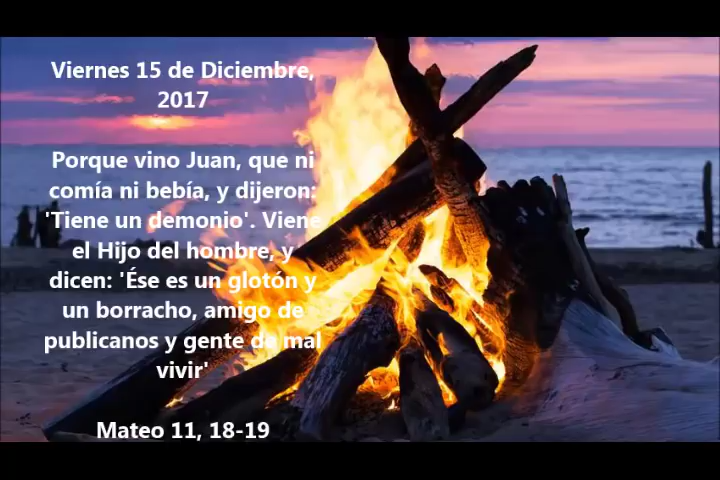 Viernes 15 de Diciembre,
2017
Porque vino Juan, que ni
comía ni bebía, y dijeron:
'Tiene un demonio'. Viene
el Hijo del hombre, y
dicen: 'Ése es un glotón y
un borracho, amigo de
publicanos y gente de mal
vivir'
Mateo 11, 18-19